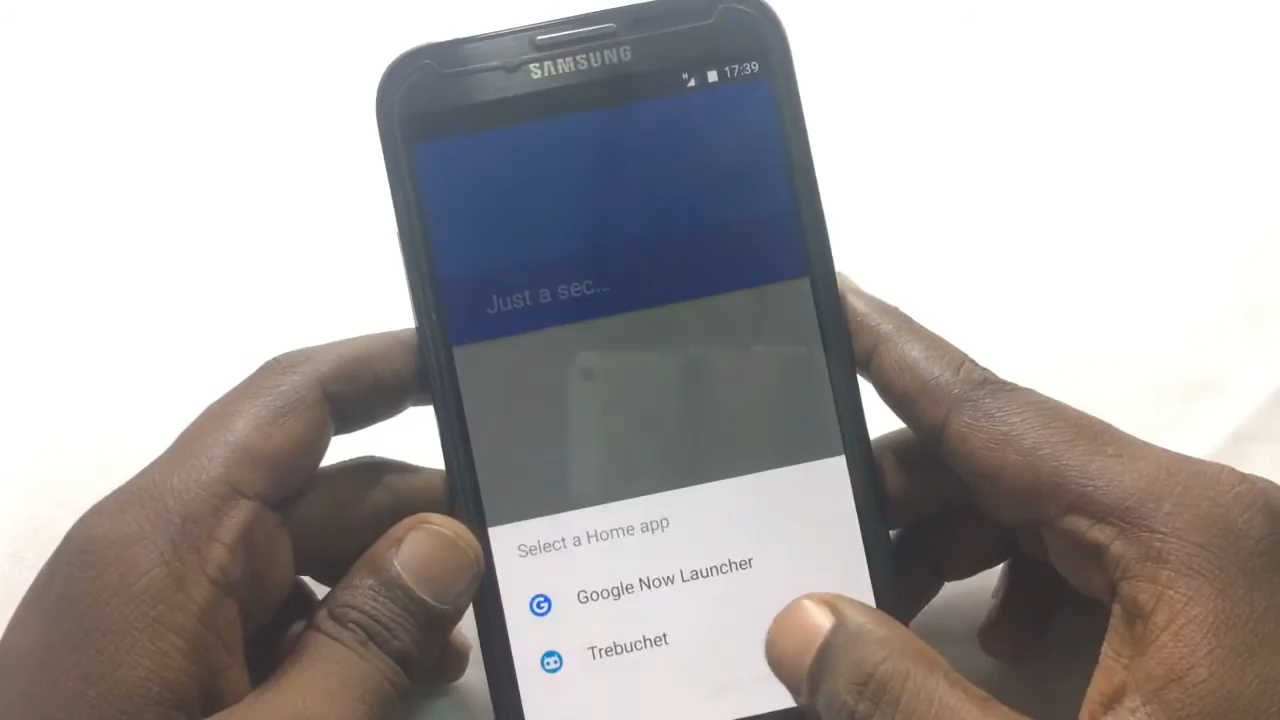 SAMSUNG
H 17:39
Just a sec...
Select a Home app
Google Now Launcher
Trebuchet